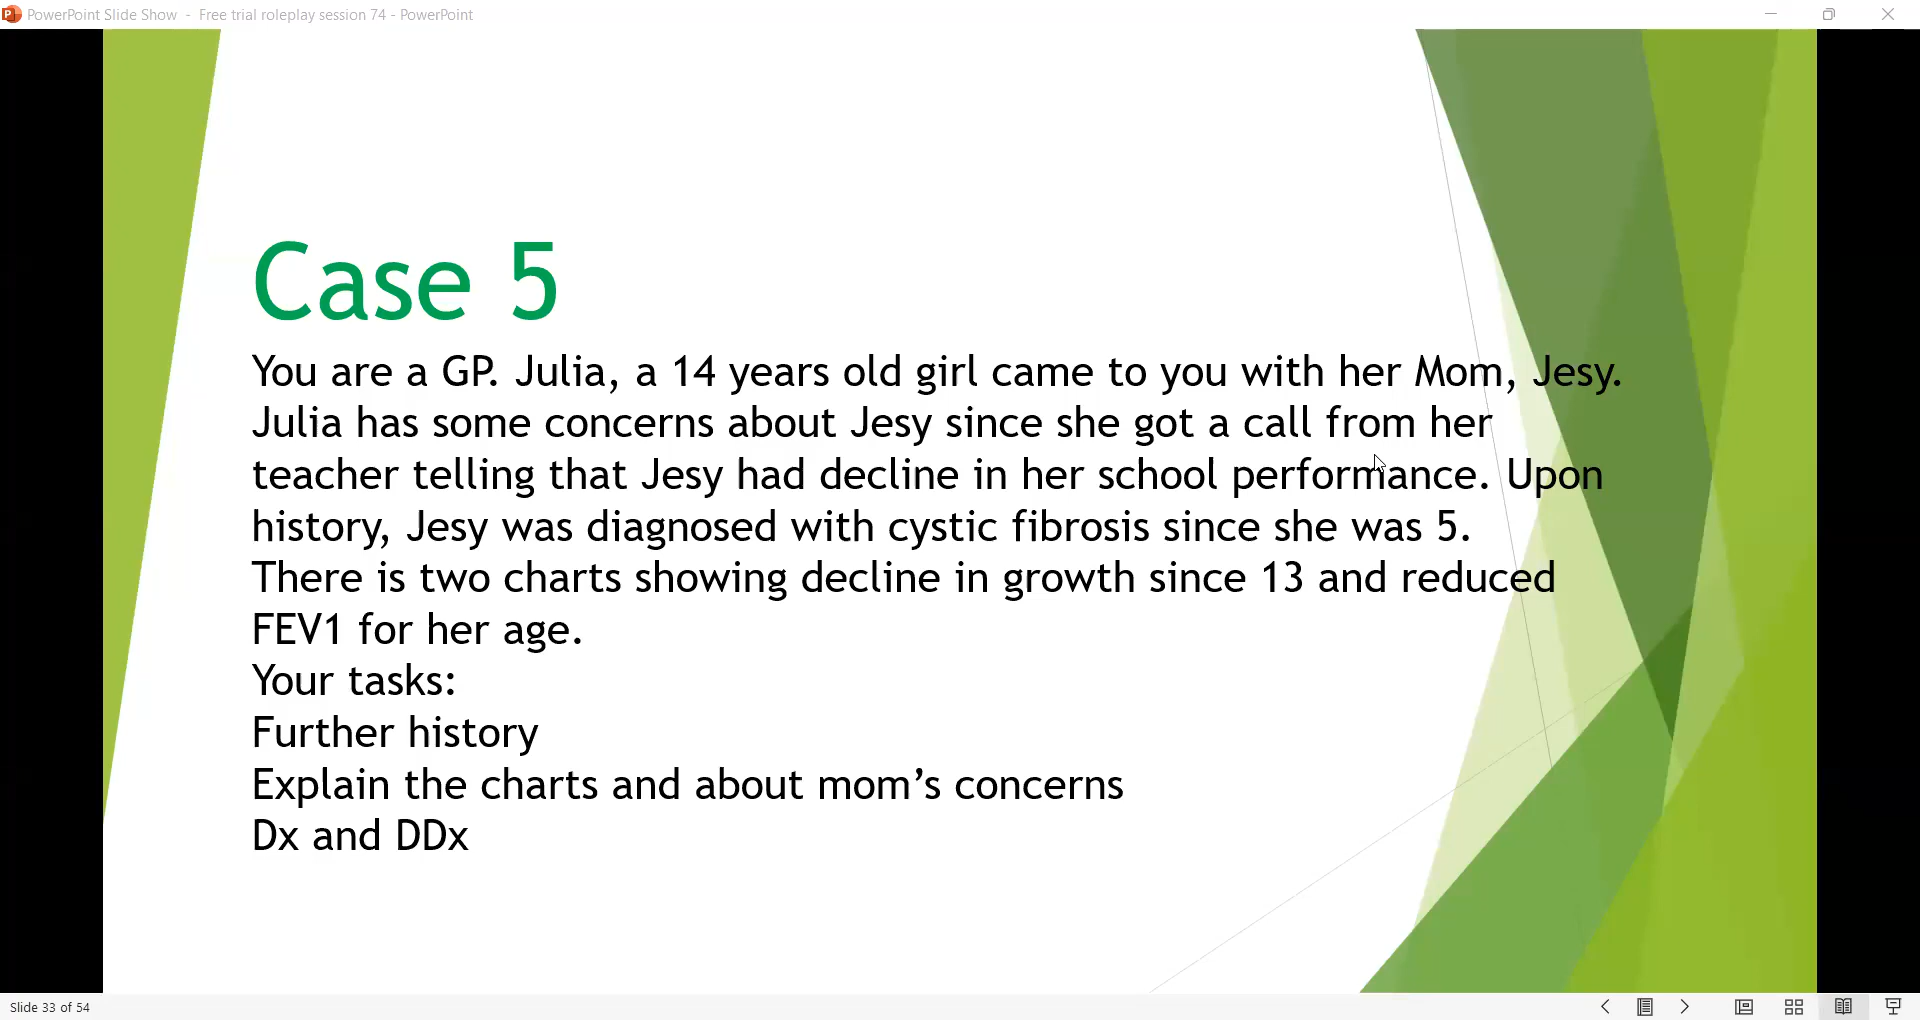 PowerPoint Slide Show - Free trial roleplay session 74 - PowerPoint
Case 5
You are a GP. Julia, a 14 years old girl came to you with her Mom, Jesy.
Julia has some concerns about Jesy since she got a call from her
teacher telling that Jesy had decline in her school performance. Upon
history, Jesy was diagnosed with cystic fibrosis since she was 5.
There is two charts showing decline in growth since 13 and reduced
FEV1 for her age.
Your tasks:
Further history
Explain the charts and about mom’s concerns
Dx and DDx
Slide 33 of 54